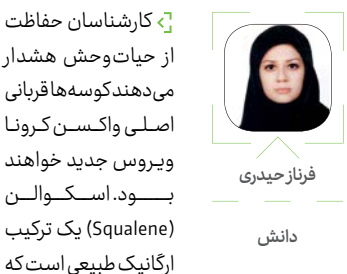 کارشناسان حفاظت
از حیات‌وحش هشدار
می‌دهند کوسه‌ها قربانی
اصلی واکسن کرونا
ویروس جدید خواهند
بود. اسکوالن
(Squalene) یک ترکیب
ارگانیک طبیعی است که
فرناز حیدری
دانش